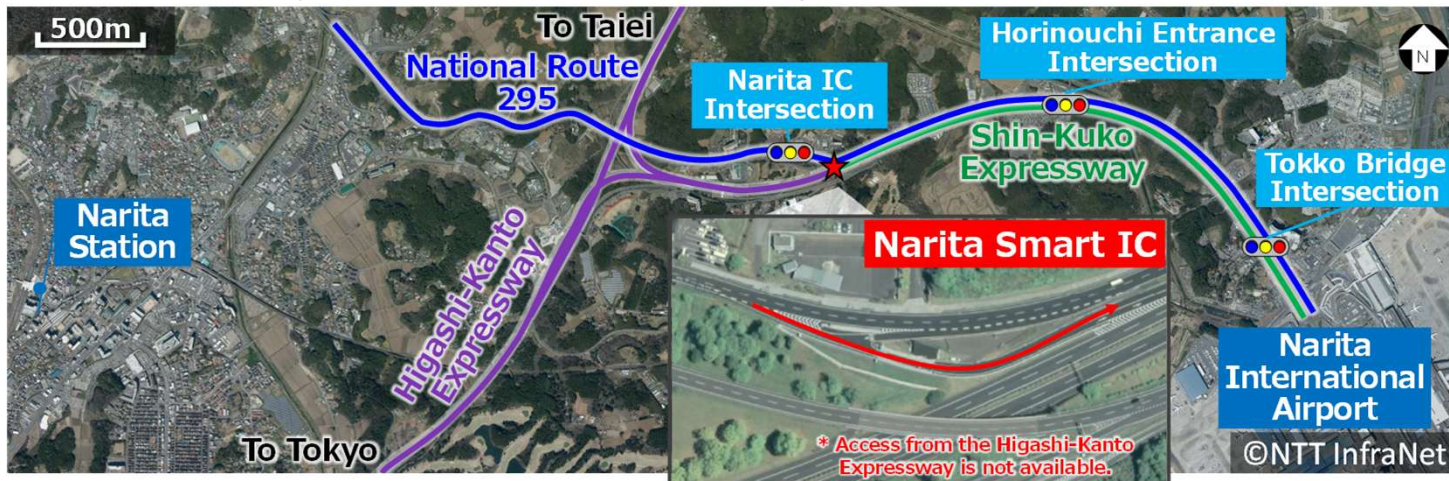 500m
To Taiei
National Route
295
Narita IC
Intersection
Horinouchi Entrance
Intersection
N
Shin-Kuko
Expressway
Tokko Bridge
Intersection
Narita
Station
Higashi-Kanto
Expressway
Narita Smart IC
* Access from the Higashi-Kanto
Expressway is not available.
To Tokyo
Narita
International
Airport
©NTT InfraNet